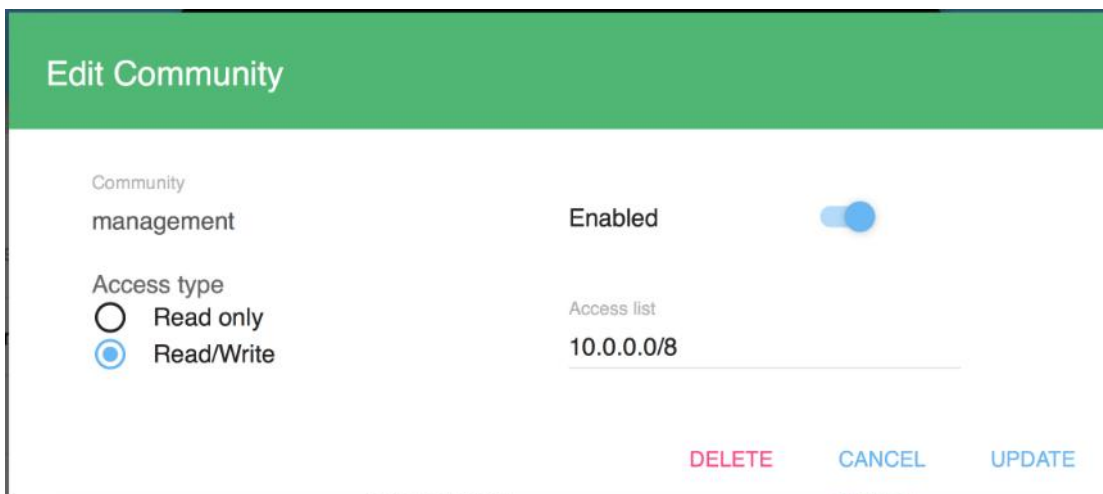 Edit Community
Community
management
Enabled
Access type
Read only
Read/Write
Access list
10.0.0.0/8
DELETE
CANCEL
UPDATE